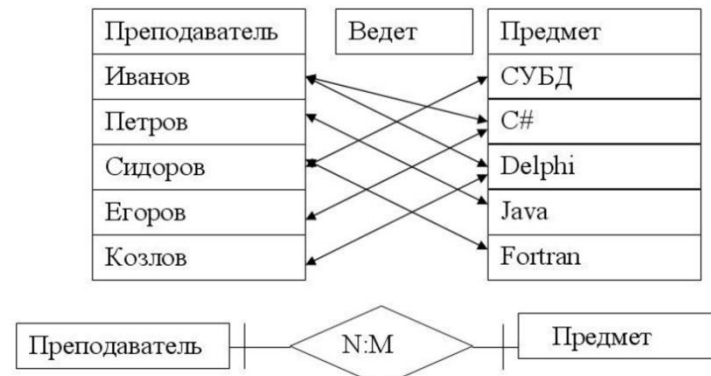 Преподаватель Ведет Предмет
Иванов СУБД
Петров C#
Сидоров Delphi
Егоров Java
Козлов Fortran
Преподаватель N:M Предмет